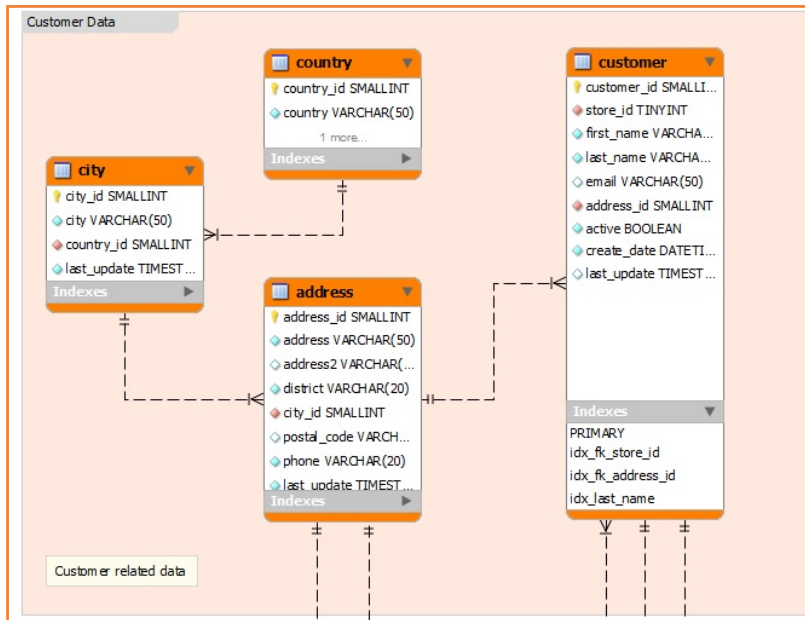 Customer Data
country
country_id SMALLINT
country VARCHAR(50)
1 more...
Indexes
city
city_id SMALLINT
city VARCHAR(50)
country_id SMALLINT
last_update TIMEST...
Indexes
address
address_id SMALLINT
address VARCHAR(50)
address2 VARCHAR(...
district VARCHAR(20)
city_id SMALLINT
postal_code VARCH...
phone VARCHAR(20)
last_update TIMEST...
Indexes
customer
customer_id SMALLI...
store_id TINYINT
first_name VARCHA...
last_name VARCHA...
email VARCHAR(50)
address_id SMALLINT
active BOOLEAN
create_date DATETI...
last_update TIMEST...
Indexes
PRIMARY
idx_fk_store_id
idx_fk_address_id
idx_last_name
Customer related data